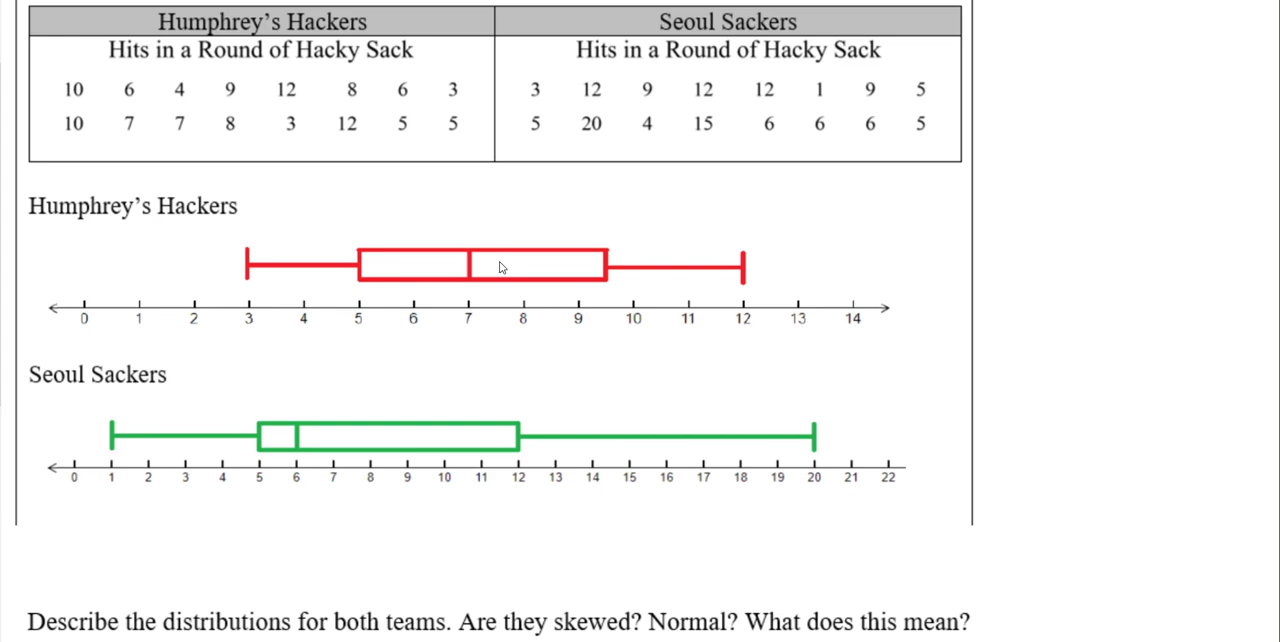 Humphrey's Hackers Seoul Sackers
Hits in a Round of Hacky Sack Hits in a Round of Hacky Sack
10 6 4 9 12 8 6 3 3 12 9 12 12 1 9 5
10 7 7 8 3 12 5 5 5 20 4 15 6 6 6 5
Humphrey's Hackers
0 1 2 3 4 5 6 7 8 9 10 11 12 13 14
Seoul Sackers
0 1 2 3 4 5 6 7 8 9 10 11 12 13 14 15 16 17 18 19 20 21 22
Describe the distributions for both teams. Are they skewed? Normal? What does this mean?